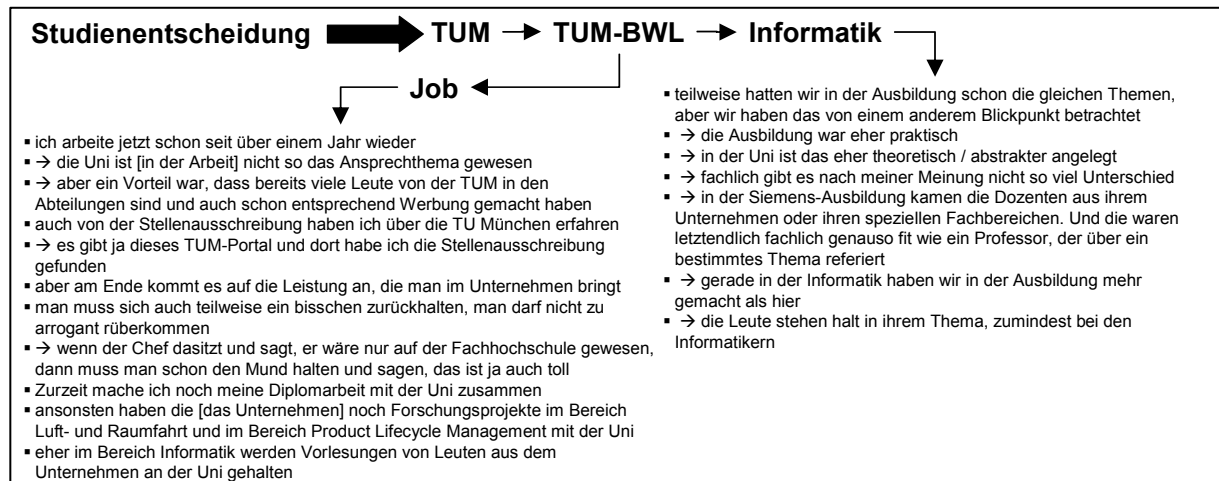 Studienentscheidung → TUM → TUM-BWL → Informatik
Job
▪ ich arbeite jetzt schon seit über einem Jahr wieder
▪ → die Uni ist [in der Arbeit] nicht so das Ansprechthema gewesen
▪ → aber ein Vorteil war, dass bereits viele Leute von der TUM in den
Abteilungen sind und auch schon entsprechend Werbung gemacht haben
▪ auch von der Stellenausschreibung haben ich über die TU München erfahren
▪ → es gibt ja dieses TUM-Portal und dort habe ich die Stellenausschreibung
gefunden
▪ aber am Ende kommt es auf die Leistung an, die man im Unternehmen bringt
▪ man muss sich auch teilweise ein bisschen zurückhalten, man darf nicht zu
arrogant rüberkommen
▪ → wenn der Chef dasitzt und sagt, er wäre nur auf der Fachhochschule gewesen,
dann muss man schon den Mund halten und sagen, das ist ja auch toll
▪ Zurzeit mache ich noch meine Diplomarbeit mit der Uni zusammen
▪ ansonsten haben die [das Unternehmen] noch Forschungsprojekte im Bereich
Luft- und Raumfahrt und im Bereich Product Lifecycle Management mit der Uni
▪ eher im Bereich Informatik werden Vorlesungen von Leuten aus dem
Unternehmen an der Uni gehalten
▪ teilweise hatten wir in der Ausbildung schon die gleichen Themen,
aber wir haben das von einem anderem Blickpunkt betrachtet
▪ → die Ausbildung war eher praktisch
▪ → in der Uni ist das eher theoretisch / abstrakter angelegt
▪ → fachlich gibt es nach meiner Meinung nicht so viel Unterschied
▪ → in der Siemens-Ausbildung kamen die Dozenten aus ihrem
Unternehmen oder ihren speziellen Fachbereichen. Und die waren
letztendlich fachlich genauso fit wie ein Professor, der über ein
bestimmtes Thema referiert
▪ → gerade in der Informatik haben wir in der Ausbildung mehr
gemacht als hier
▪ → die Leute stehen halt in ihrem Thema, zumindest bei den
Informatikern